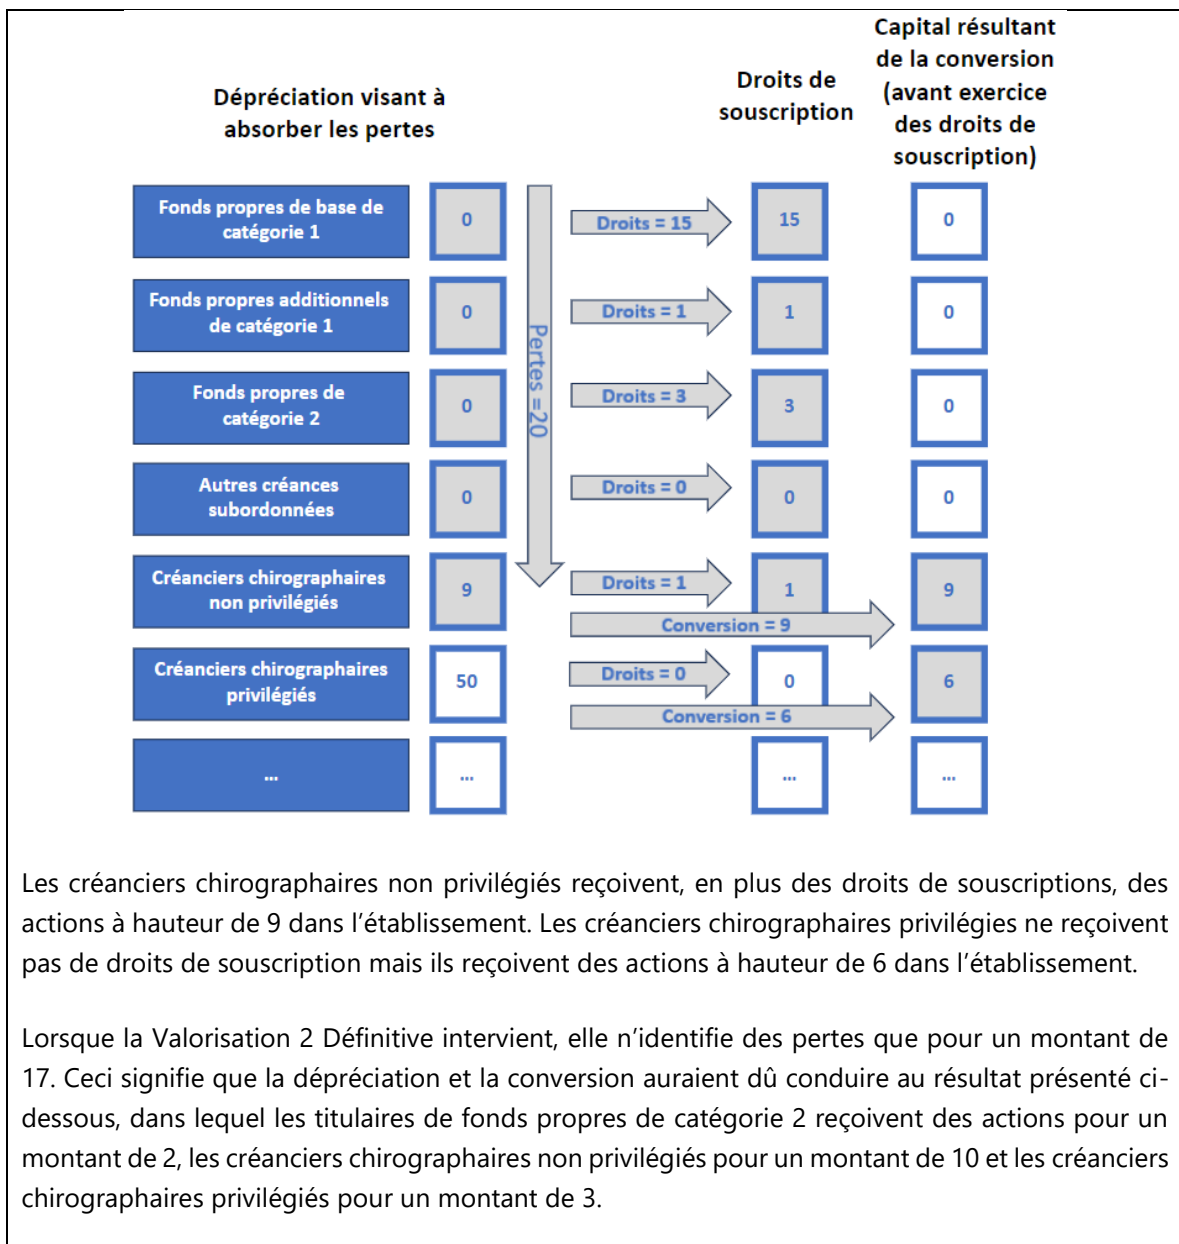 Dépréciation visant à
absorber les pertes
Droits de
souscription
Capital résultant
de la conversion
(avant exercice
des droits de
souscription)
Fonds propres de base de
catégorie 1
0
Droits = 15
15
0
Fonds propres additionnels
de catégorie 1
0
Droits = 1
1
0
Pertes =20
Fonds propres de
catégorie 2
0
Droits = 3
3
0
Autres créances
subordonnées
0
Droits = 0
0
0
Créanciers chirographaires
non privilégiés
9
Droits = 1
1
9
Conversion = 9
Créanciers chirographaires
privilégiés
50
Droits = 0
0
6
Conversion = 6
...
...
...
...
Les créanciers chirographaires non privilégiés reçoivent, en plus des droits de souscriptions, des
actions à hauteur de 9 dans l’établissement. Les créanciers chirographaires privilégies ne reçoivent
pas de droits de souscription mais ils reçoivent des actions à hauteur de 6 dans l’établissement.
Lorsque la Valorisation 2 Définitive intervient, elle n’identifie des pertes que pour un montant de
17. Ceci signifie que la dépréciation et la conversion auraient dû conduire au résultat présenté ci-
dessous, dans lequel les titulaires de fonds propres de catégorie 2 reçoivent des actions pour un
montant de 2, les créanciers chirographaires non privilégiés pour un montant de 10 et les créanciers
chirographaires privilégiés pour un montant de 3.